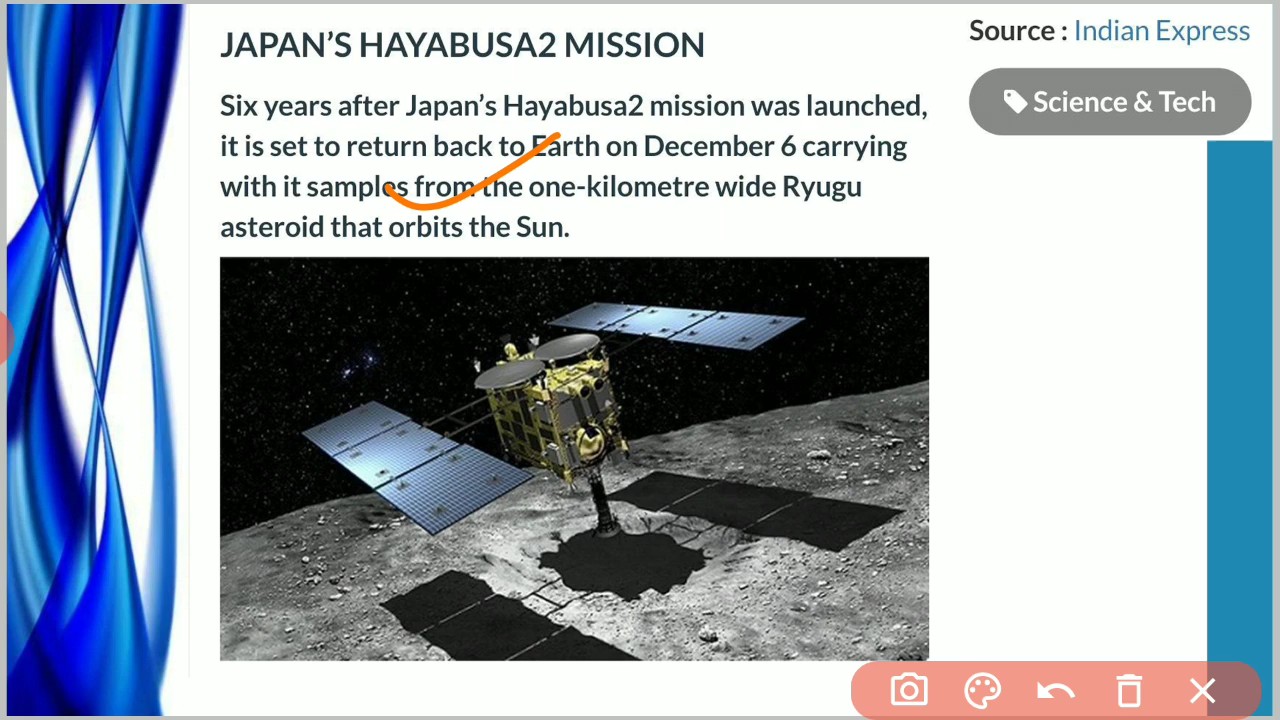 JAPAN’S HAYABUSA2 MISSION
Source : Indian Express
Science & Tech
Six years after Japan’s Hayabusa2 mission was launched,
it is set to return back to Earth on December 6 carrying
with it samples from the one-kilometre wide Ryugu
asteroid that orbits the Sun.